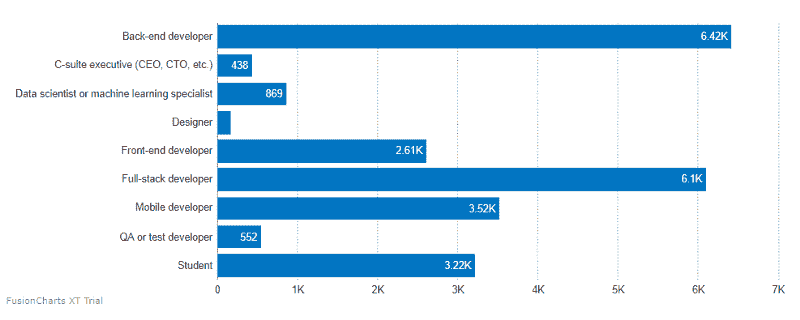 Back-end developer 6.42K
C-suite executive (CEO, CTO, etc.) 438
Data scientist or machine learning specialist 869
Designer
Front-end developer 2.61K
Full-stack developer 6.1K
Mobile developer 3.52K
QA or test developer 552
Student 3.22K
0 1K 2K 3K 4K 5K 6K 7K
FusionCharts XT Trial